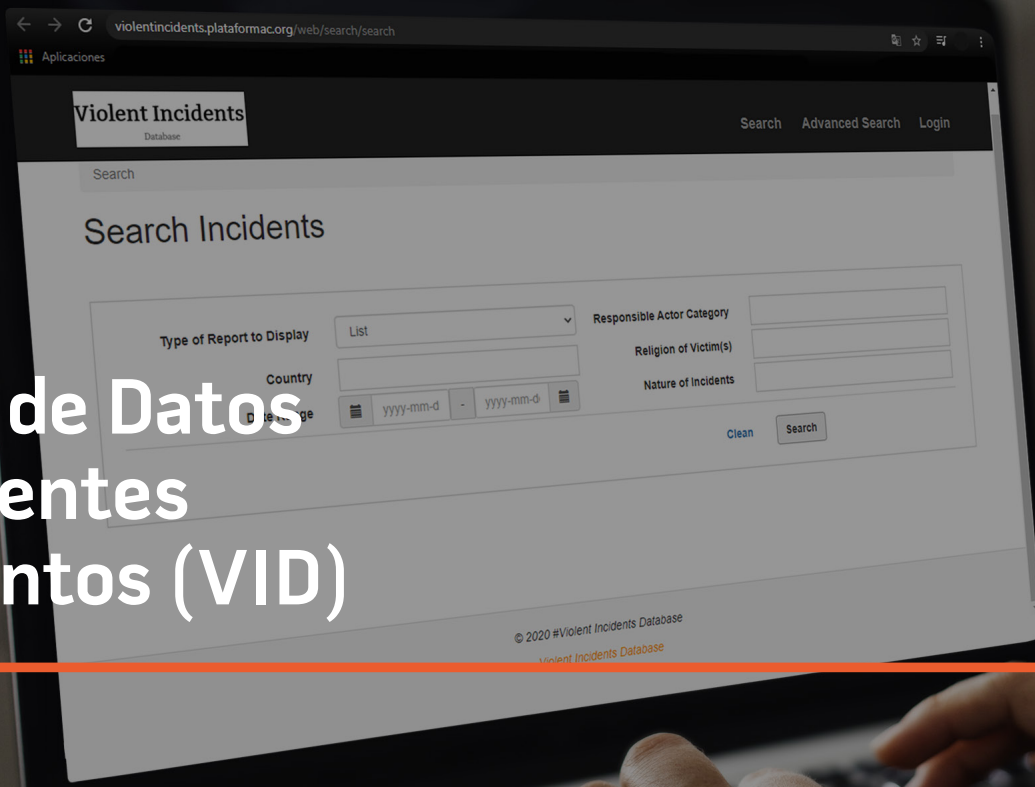 violentincidents.plataformac.org/web/search/search
Aplicaciones
Violent Incidents
Database
Search Advanced Search Login
Search
Search Incidents
Type of Report to Display List
Responsible Actor Category
Country
Religion of Victim(s)
Date Range yyyy-mm-d - yyyy-mm-d
Nature of Incidents
Clean Search
de Datos
entes
ntos (VID)
© 2020 #Violent Incidents Database
Violent Incidents Database